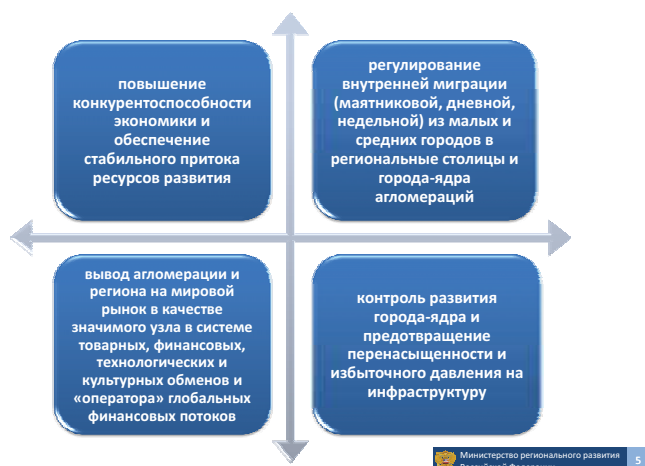 повышение
конкурентоспособности
экономики и
обеспечение
стабильного притока
ресурсов развития
регулирование
внутренней миграции
(маятниковой, дневной,
недельной) из малых и
средних городов в
региональные столицы и
города-ядра
агломераций
вывод агломерации и
региона на мировой
рынок в качестве
значимого узла в системе
товарных, финансовых,
технологических и
культурных обменов и
«оператора» глобальных
финансовых потоков
контроль развития
города-ядра и
предотвращение
перенасыщенности и
избыточного давления на
инфраструктуру
Министерство регионального развития
5